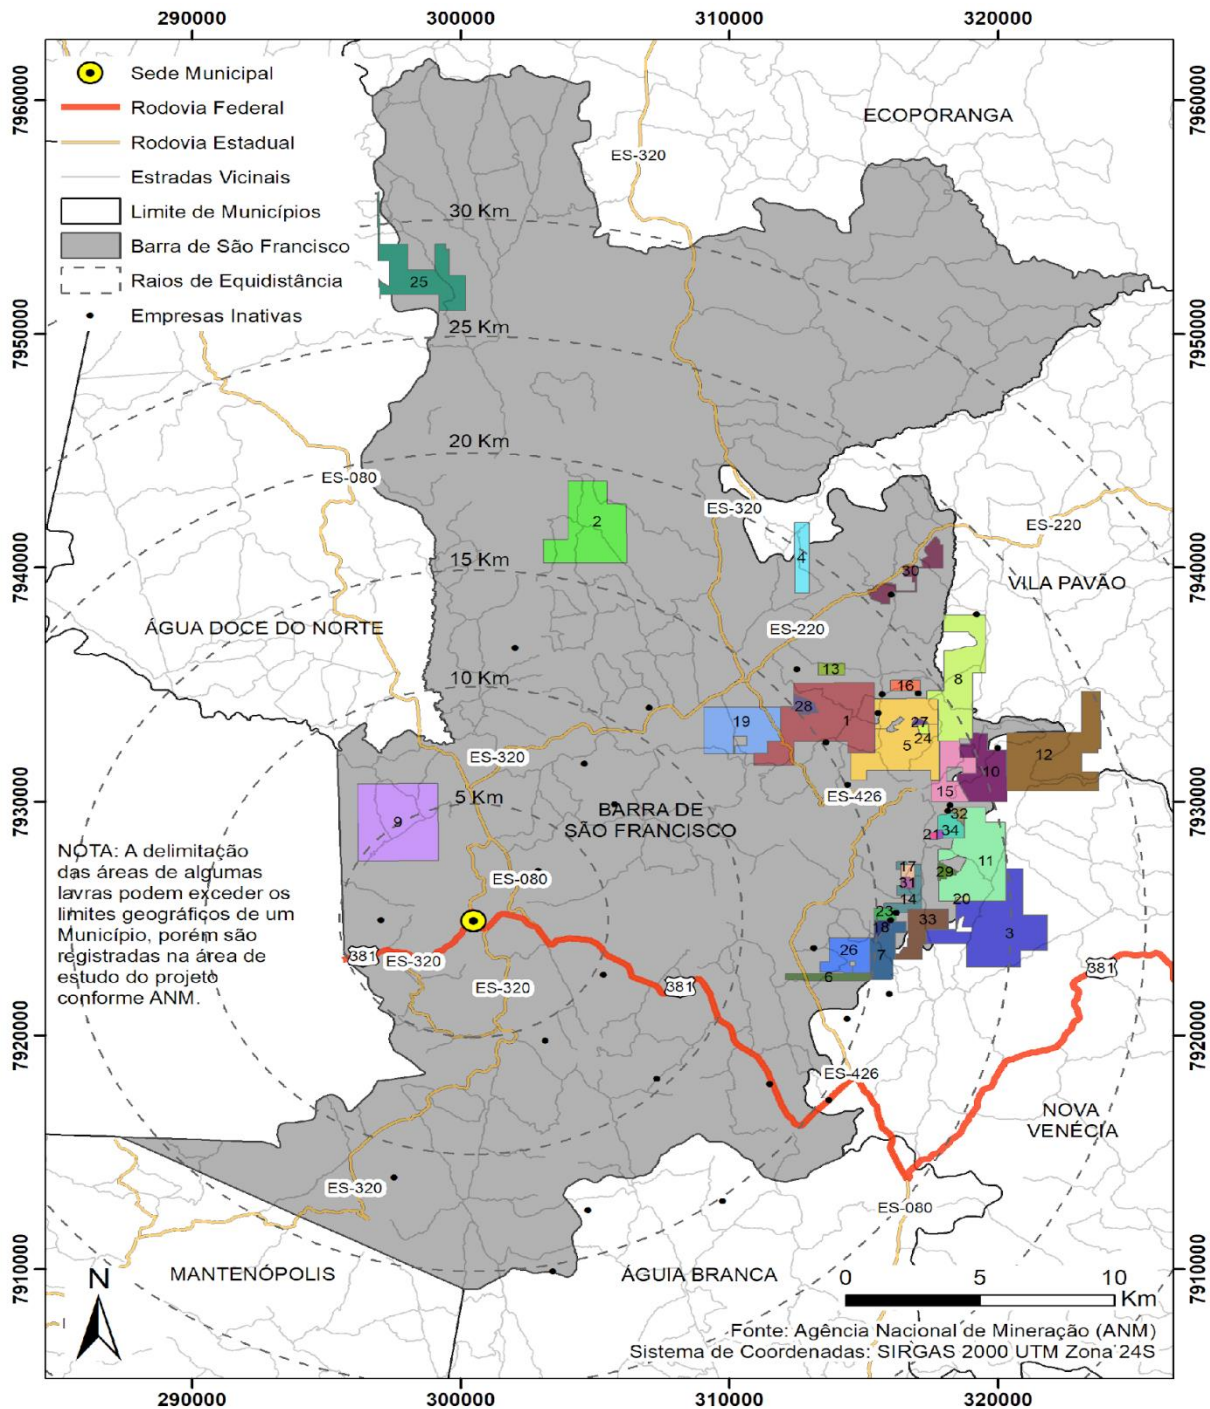 290000
300000
310000
320000
7960000
7950000
7940000
7930000
7920000
7910000
7960000
7950000
7940000
7930000
7920000
7910000
Sede Municipal
Rodovia Federal
Rodovia Estadual
Estradas Vicinais
Limite de Municípios
Barra de São Francisco
Raios de Equidistância
Empresas Inativas
ECOPORANGA
ES-320
30 Km
25
25 Km
20 Km
ES-080
ES-320
2
ES-220
4
15 Km
30
VILA PAVÃO
ÁGUA DOCE DO NORTE
ES-220
13
10 Km
16
8
28
19
1
27
24
5
ES-320
12
10
15
ES-426
5 Km
BARRA DE
SÃO FRANCISCO
9
32
34
21
11
17
29
31
14
20
23
33
18
3
26
7
6
NOTA: A delimitação
das áreas de algumas
lavras podem exceder os
limites geográficos de um
Município, porém são
registradas na área de
estudo do projeto
conforme ANM.
ES-080
381
ES-320
ES-320
381
381
ES-426
NOVA
VENÉCIA
ES-320
ES-080
MANTENÓPOLIS
ÁGUIA BRANCA
N
0
5
10
Km
Fonte: Agência Nacional de Mineração (ANM)
Sistema de Coordenadas: SIRGAS 2000 UTM Zona 24S
290000
300000
310000
320000